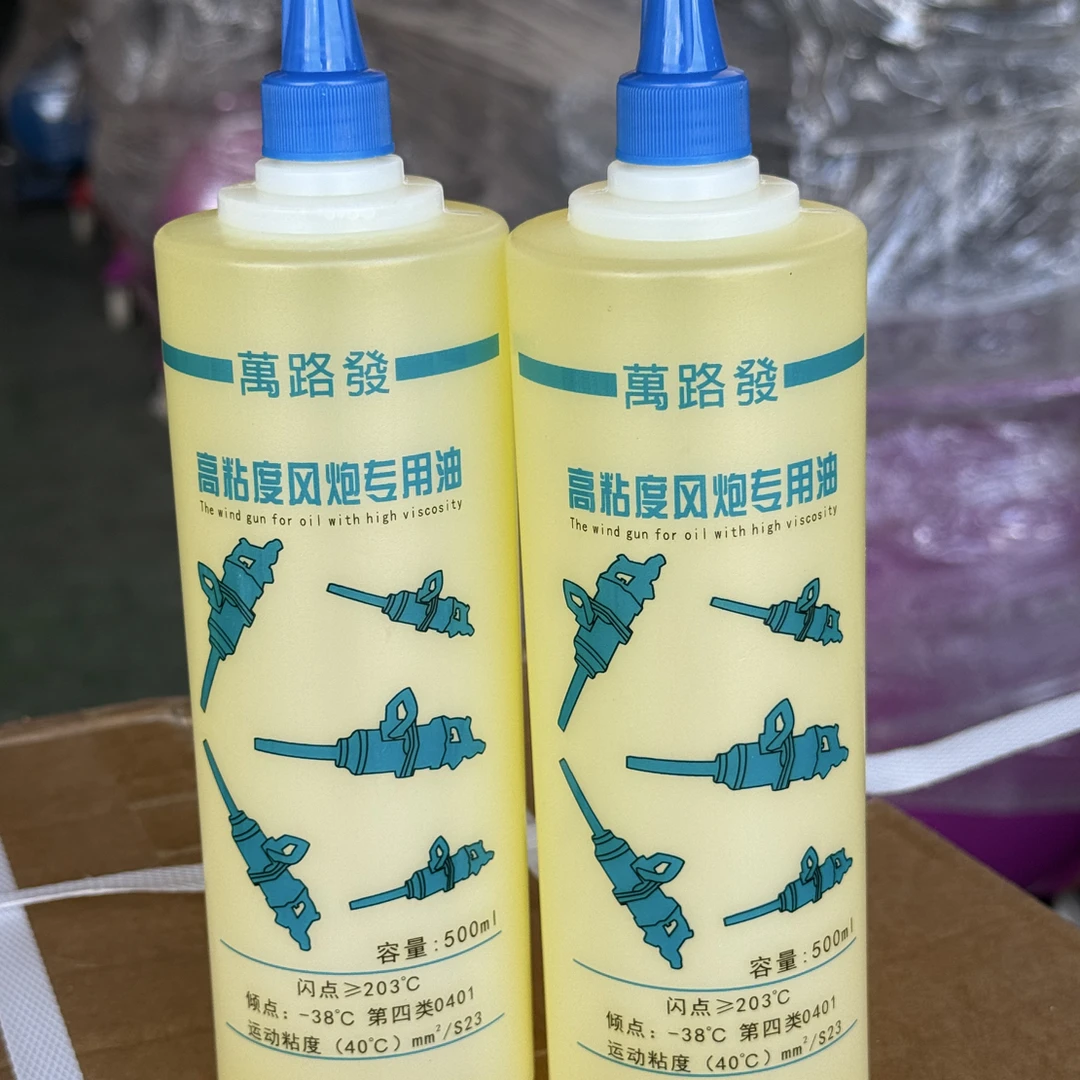 萬路發
高粘度风炮专用油
The wind gun for oil with high viscosity
容量:500ml
闪点≥203℃
倾点：-38℃ 第四类0401
运动粘度（40℃）mm²/S23
萬路發
高粘度风炮专用油
The wind gun for oil with high viscosity
容量:500ml
闪点≥203℃
倾点：-38℃ 第四类0401
运动粘度（40℃）mm²/S23